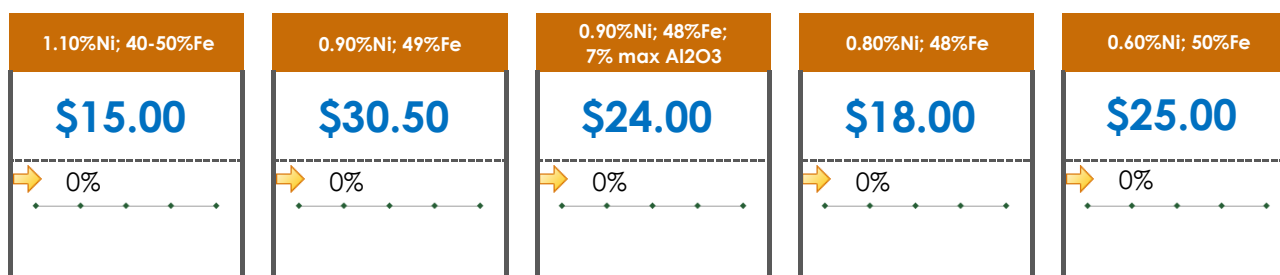 1.10%Ni; 40-50%Fe
$15.00
0%
0.90%Ni; 49%Fe
$30.50
0%
0.90%Ni; 48%Fe;
7% max Al2O3
$24.00
0%
0.80%Ni; 48%Fe
$18.00
0%
0.60%Ni; 50%Fe
$25.00
0%